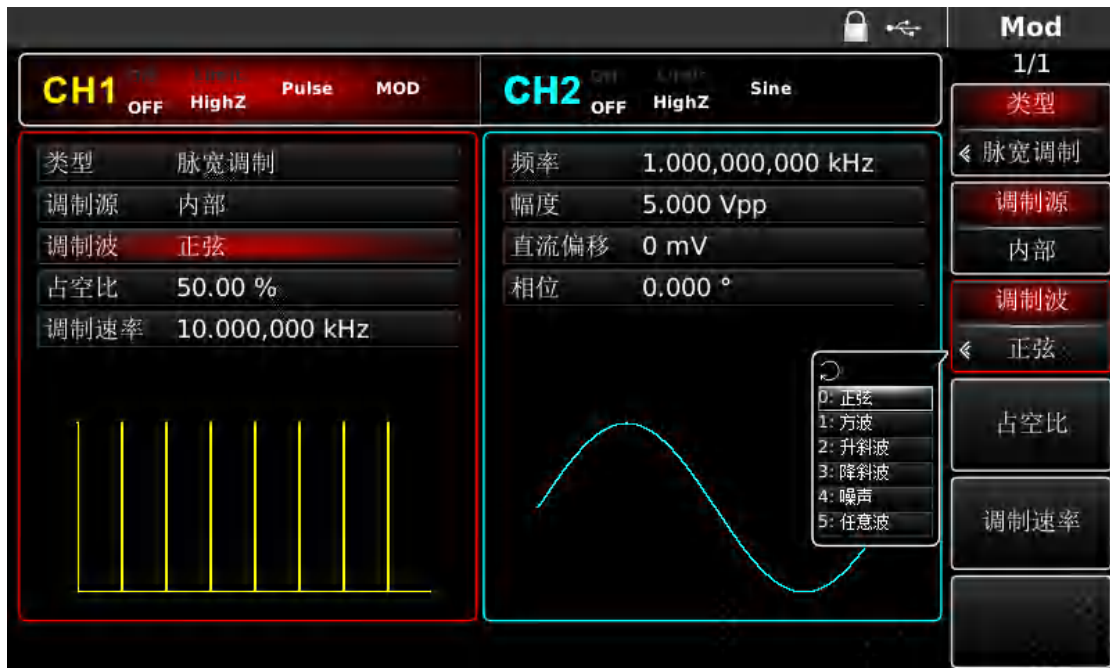 Mod
1/1
CH1 OFF HighZ Pulse MOD
CH2 OFF HighZ Sine
类型 脉宽调制
调制源 内部
调制波 正弦
占空比 50.00 %
调制速率 10.000,000 kHz
频率 1.000,000,000 kHz
幅度 5.000 Vpp
直流偏移 0 mV
相位 0.000 °
0: 正弦
1: 方波
2: 升斜波
3: 降斜波
4: 噪声
5: 任意波
类型
脉宽调制
调制源
内部
调制波
正弦
占空比
调制速率